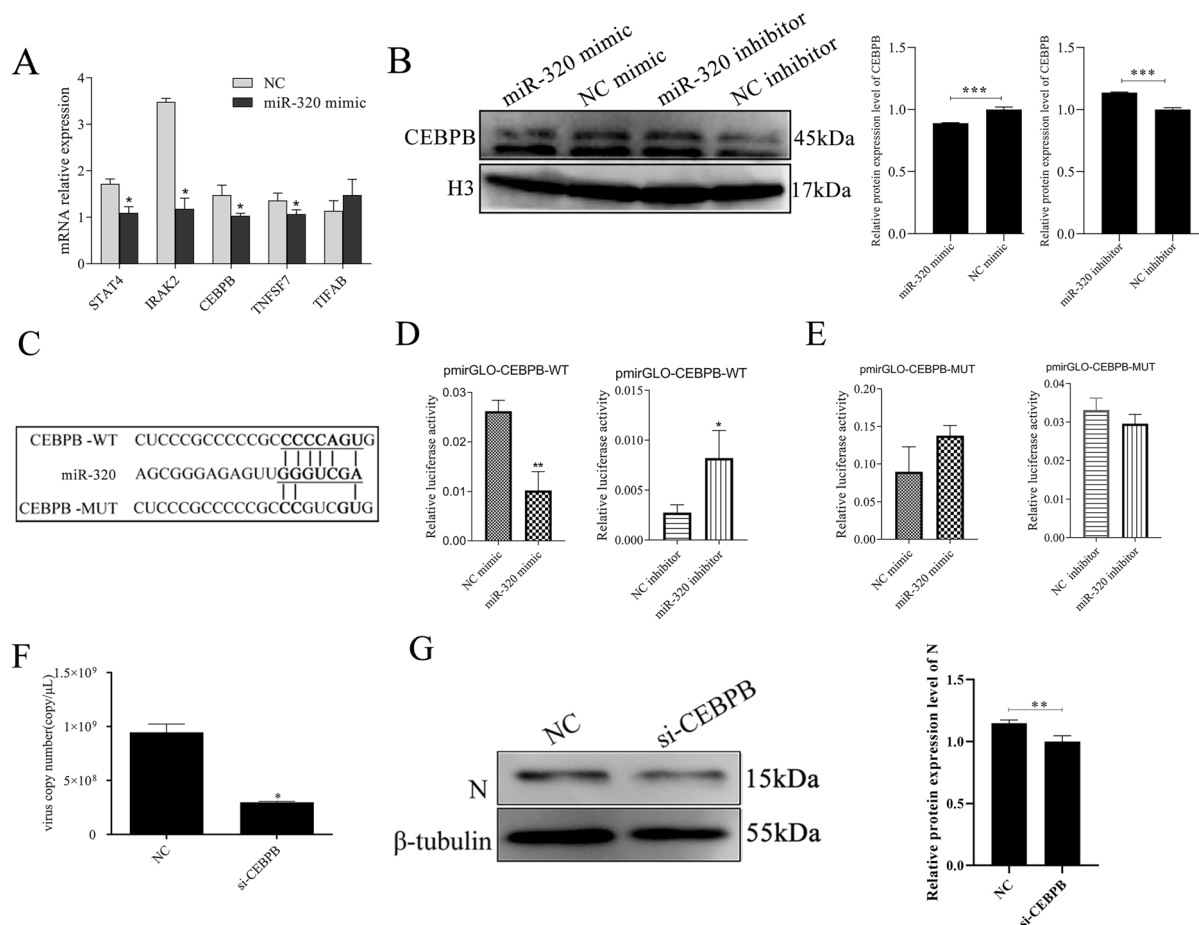 A
mRNA relative expression
4
3
2
1
0
NC
miR-320 mimic
*
*
*
*
STAT4
IRAK2
CEBPB
TNFSF7
TIFAB
B
miR-320 mimic
NC mimic
miR-320 inhibitor
NC inhibitor
CEBPB
45kDa
H3
17kDa
Relative protein expression level of CEBPB
1.5
1.0
0.5
0.0
***
miR-320 mimic
NC mimic
Relative protein expression level of CEBPB
1.5
1.0
0.5
0.0
***
miR-320 inhibitor
NC inhibitor
C
CEBPB -WT CUCCCGCCCCCGCCCCCAGUG
miR-320 AGCGGGAGAGUUGGGUCGA
CEBPB -MUT CUCCCGCCCCCGCCCGUCGUG
D
pmirGLO-CEBPB-WT
Relative luciferase activity
0.03
0.02
0.01
0.00
**
NC mimic
miR-320 mimic
pmirGLO-CEBPB-WT
Relative luciferase activity
0.015
0.010
0.005
0.000
*
NC inhibitor
miR-320 inhibitor
E
pmirGLO-CEBPB-MUT
Relative luciferase activity
0.20
0.15
0.10
0.05
0.00
NC mimic
miR-320 mimic
pmirGLO-CEBPB-MUT
Relative luciferase activity
0.04
0.03
0.02
0.01
0.00
NC inhibitor
miR-320 inhibitor
F
virus copy number(copy/μL)
1.5×10⁹
1×10⁹
5×10⁸
0
*
NC
si-CEBPB
G
NC
si-CEBPB
N
15kDa
β-tubulin
55kDa
Relative protein expression level of N
1.5
1.0
0.5
0.0
**
NC
si-CEBPB